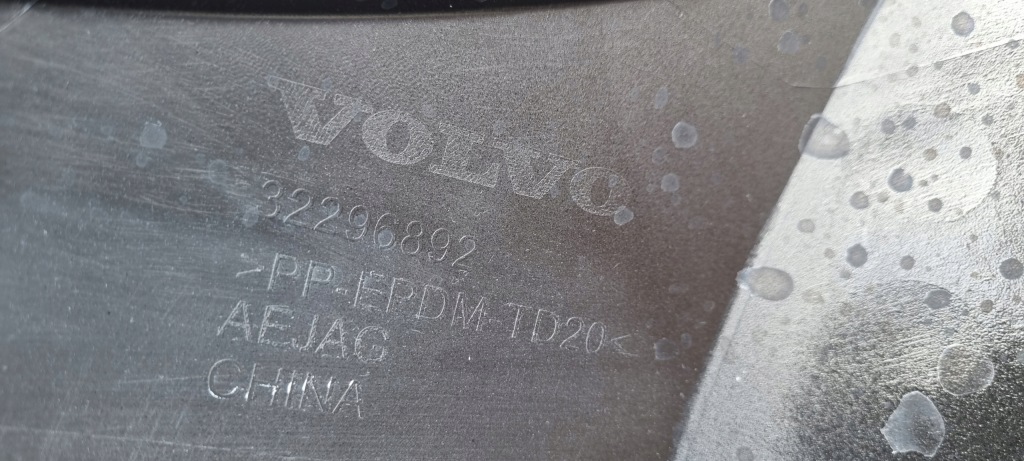 VOLVO
32296892
>PP-EPDM-TD20<
AEJAG
CHINA